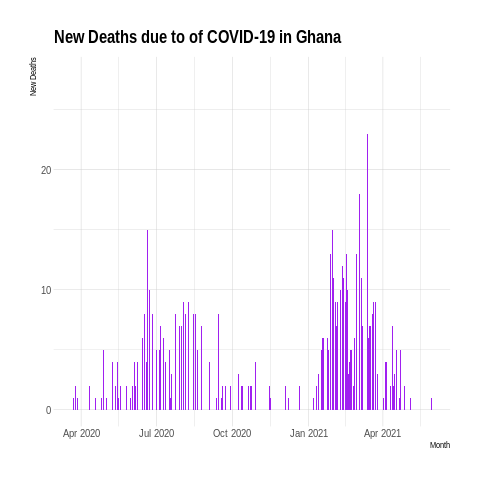 New Deaths due to of COVID-19 in Ghana
New Deaths
20
10
0
Apr 2020 Jul 2020 Oct 2020 Jan 2021 Apr 2021
Month